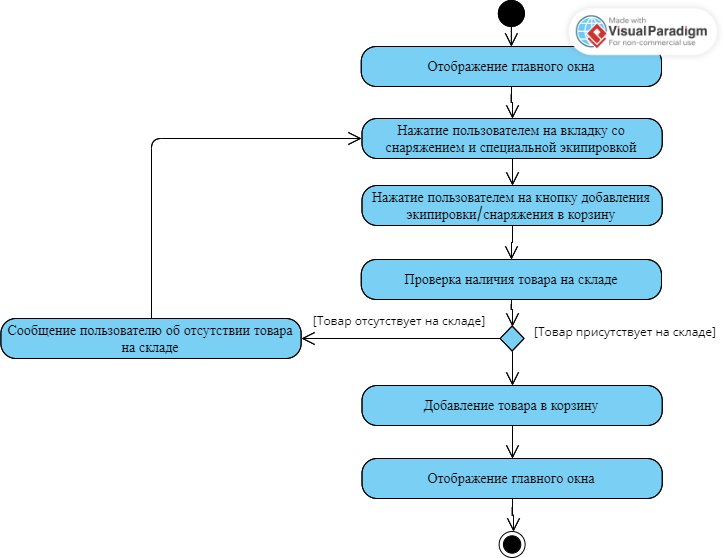 Made with
VisualParadigm
For non-commercial use
Отображение главного окна
Нажатие пользователем на вкладку со
снаряжением и специальной экипировкой
Нажатие пользователем на кнопку добавления
экипировки/снаряжения в корзину
Проверка наличия товара на складе
[Товар отсутствует на складе]
[Товар присутствует на складе]
Сообщение пользователю об отсутствии товара
на складе
Добавление товара в корзину
Отображение главного окна